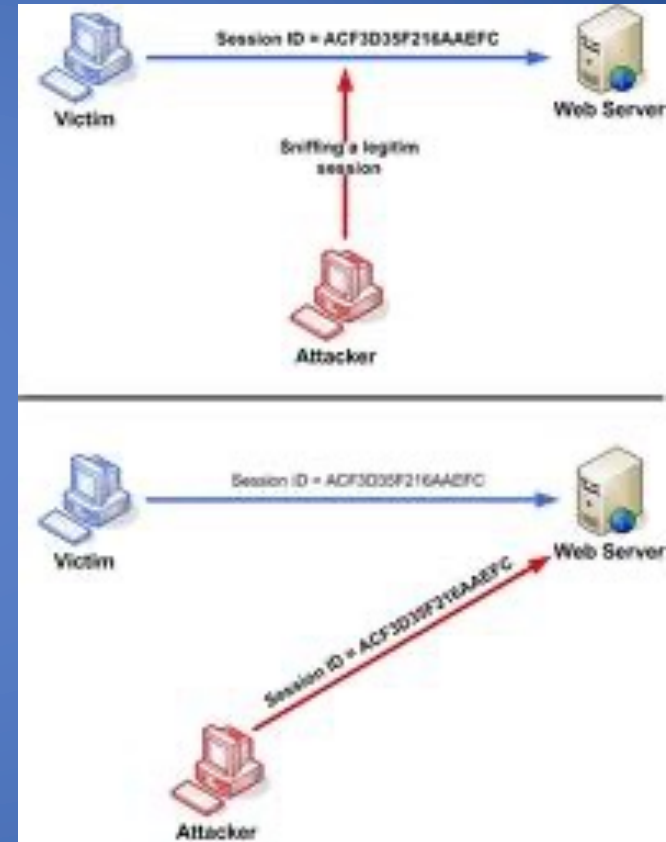 Session ID = ACF3D35F216AAEFC
Victim
Web Server
Sniffing a legitim
session
Attacker
Session ID = ACF3D35F216AAEFC
Victim
Web Server
Session ID = ACF3D35F216AAEFC
Attacker